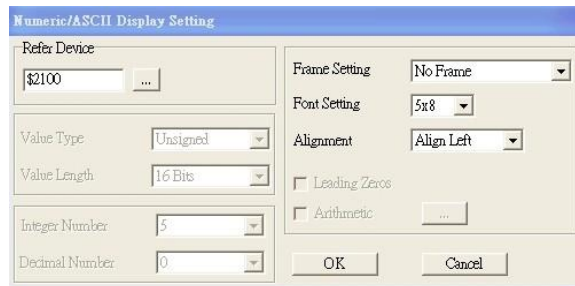 Numeric/ASCII Display Setting
Refer Device
$2100
...
Value Type
Unsigned
Value Length
16 Bits
Integer Number
5
Decimal Number
0
Frame Setting
No Frame
Font Setting
5x8
Alignment
Align Left
Leading Zeros
Arithmetic
...
OK
Cancel